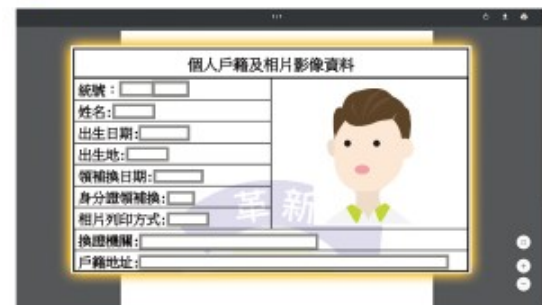 個人戶籍及相片影像資料
統號：
姓名：
出生日期：
出生地：
領補換日期：
身分證領補換：
相片列印方式：
革新
換證機關：
戶籍地址：